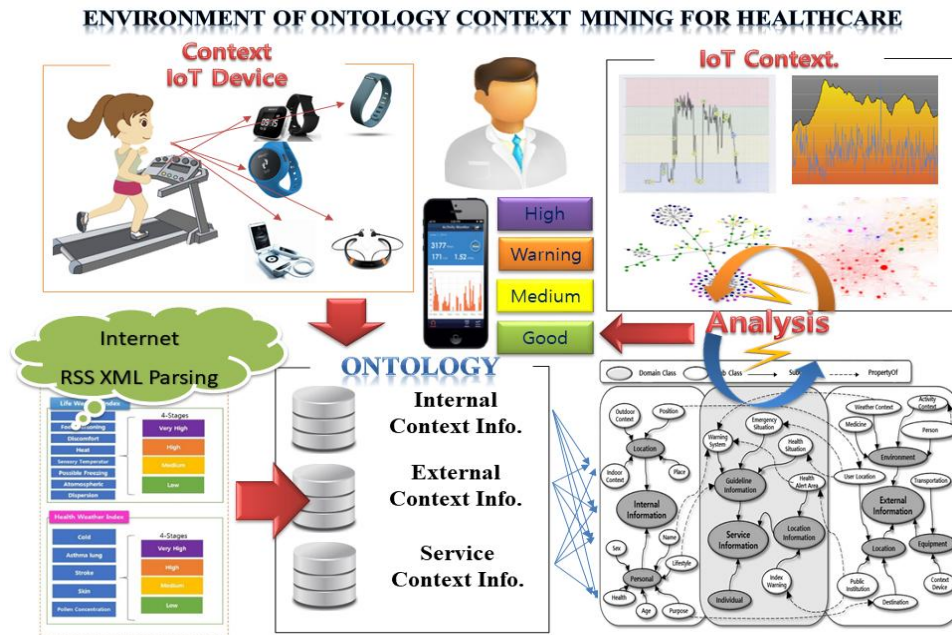 ENVIRONMENT OF ONTOLOGY CONTEXT MINING FOR HEALTHCARE
Context
IoT Device
IoT Context.
High
Warning
Medium
Good
3177
171
1.52
Analysis
Internet
RSS XML Parsing
4-Stages
Discomfort
Heat
Sensory Temperatur
Possible Freezing
Atomospheric
Dispersion
Very High
High
Medium
Low
Health Weather Index
4-Stages
Cold
Asthma lung
Stroke
Skin
Pollen Concentration
Very High
High
Medium
Low
ONTOLOGY
Internal
Context Info.
External
Context Info.
Service
Context Info.
Domain Class
PropertyOf
Outdoor
Context
Position
Location
Indoor
Context
Place
Internal
Information
Sex
Name
Lifestyle
Personal
Health
Age
Purpose
Warning
System
Emergency
Situation
Health
Situation
Guideline
Information
Health
Alert Area
Service
Information
Location
Information
Index
Warning
Individual
Weather Context
Activity
Context
Medicine
Person
Environment
User Location
Transportation
External
Information
Location
Equipment
Public
Institution
Destination
Context
Device